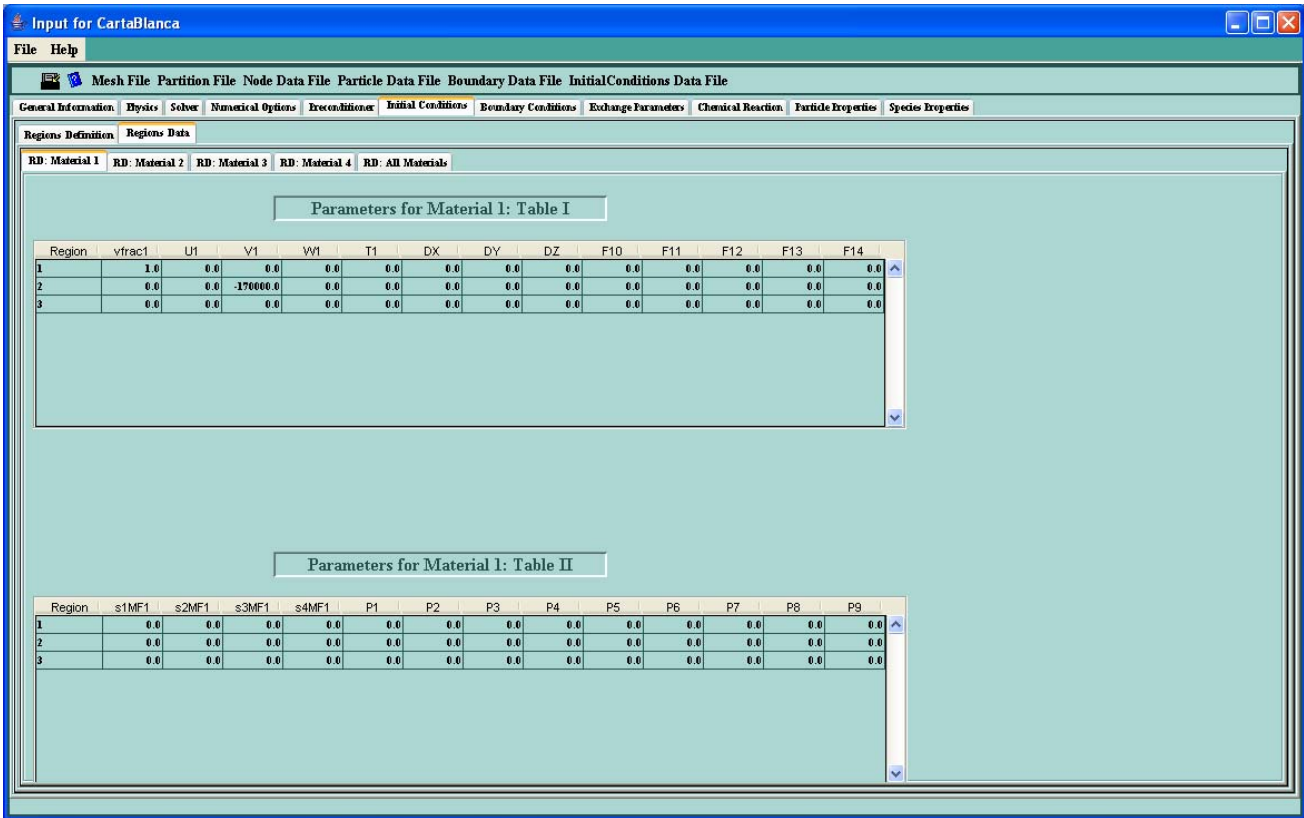 Input for CartaBlanca
File Help
Mesh File Partition File Node Data File Particle Data File Boundary Data File InitialConditions Data File
General Information Physics Solver Numerical Options Preconditioner Initial Conditions Boundary Conditions Exchange Parameters Chemical Reaction Particle Properties Species Properties
Regions Definition Regions Data
RD: Material 1 RD: Material 2 RD: Material 3 RD: Material 4 RD: All Materials
Parameters for Material 1: Table I
Region vfrac1 U1 V1 W1 T1 DX DY DZ F10 F11 F12 F13 F14
1 1.0 0.0 0.0 0.0 0.0 0.0 0.0 0.0 0.0 0.0 0.0 0.0 0.0
2 0.0 0.0 -170000.0 0.0 0.0 0.0 0.0 0.0 0.0 0.0 0.0 0.0 0.0
3 0.0 0.0 0.0 0.0 0.0 0.0 0.0 0.0 0.0 0.0 0.0 0.0 0.0
Parameters for Material 1: Table II
Region s1MF1 s2MF1 s3MF1 s4MF1 P1 P2 P3 P4 P5 P6 P7 P8 P9
1 0.0 0.0 0.0 0.0 0.0 0.0 0.0 0.0 0.0 0.0 0.0 0.0 0.0
2 0.0 0.0 0.0 0.0 0.0 0.0 0.0 0.0 0.0 0.0 0.0 0.0 0.0
3 0.0 0.0 0.0 0.0 0.0 0.0 0.0 0.0 0.0 0.0 0.0 0.0 0.0